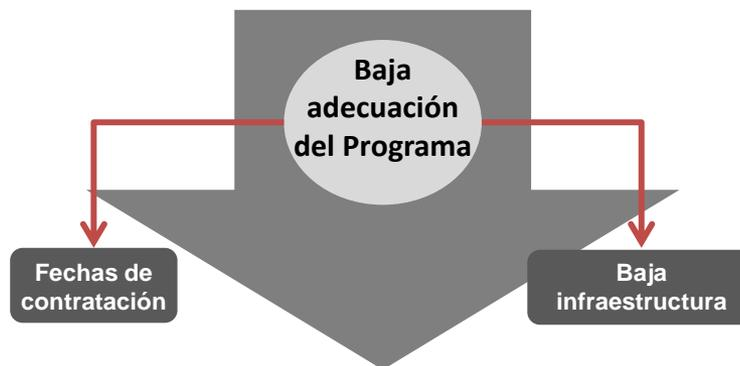 Baja
adecuación
del Programa
Fechas de
contratación
Baja
infraestructura